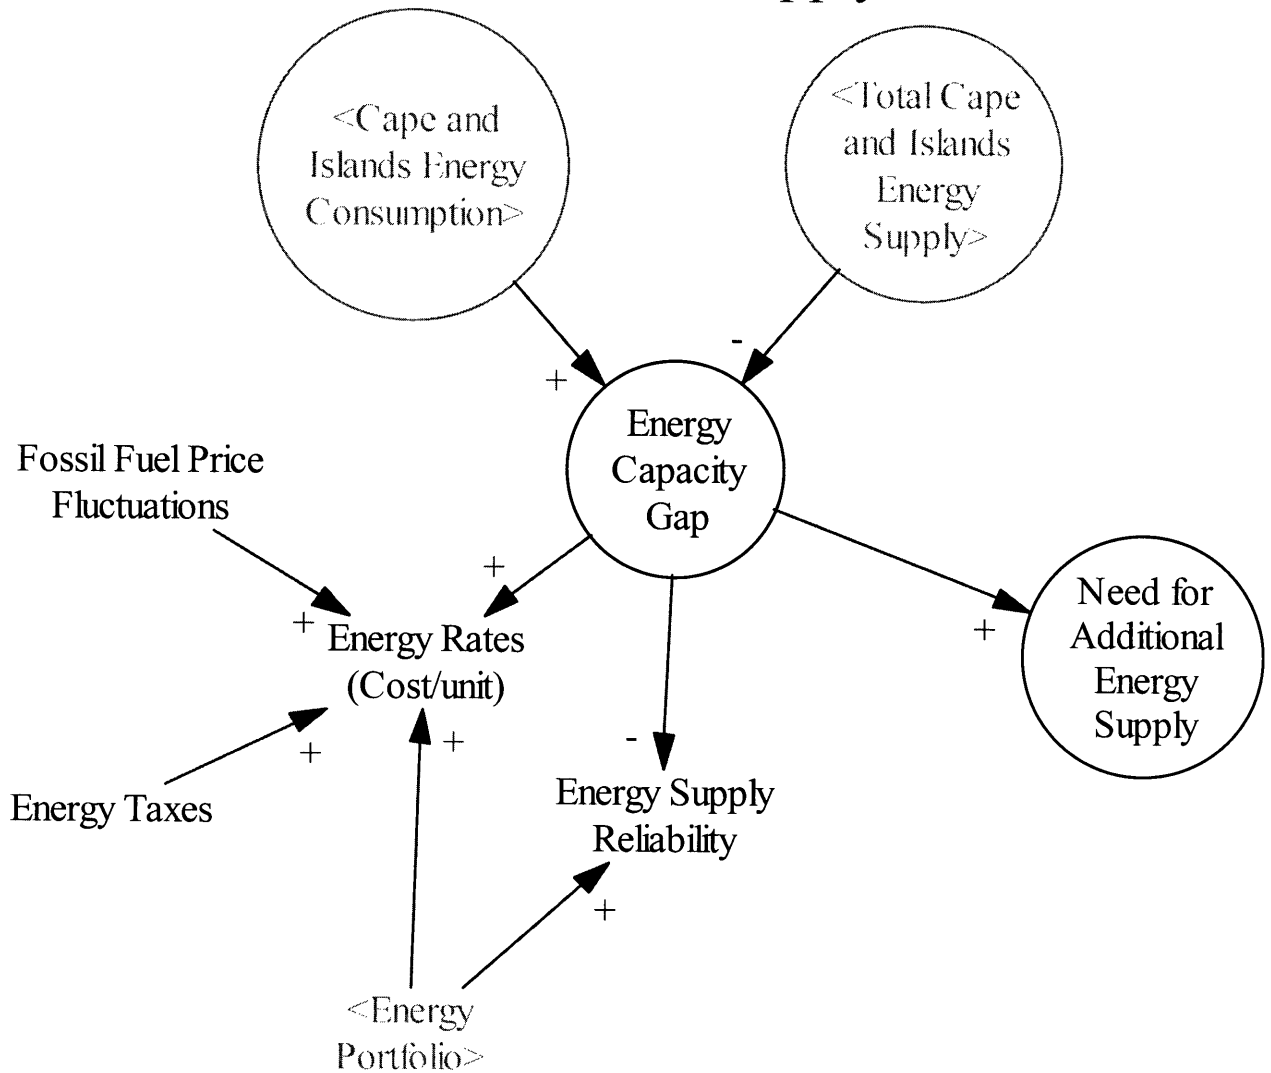 <Cape and
Islands Energy
Consumption>
<Total Cape
and Islands
Energy
Supply>
-
+
Energy
Capacity
Gap
Fossil Fuel Price
Fluctuations
+
+
Energy Rates
(Cost/unit)
Need for
Additional
Energy
Supply
+
+
+
-
Energy Taxes
Energy Supply
Reliability
+
<Energy
Portfolio>